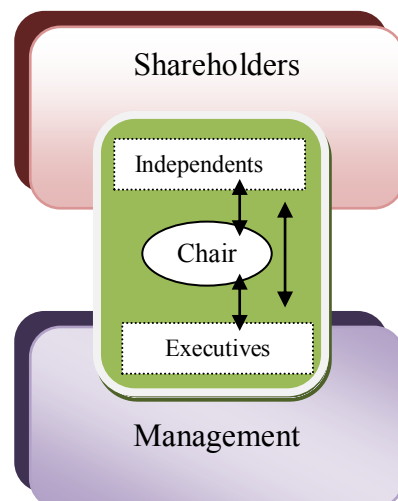 Shareholders
Independents
Chair
Executives
Management